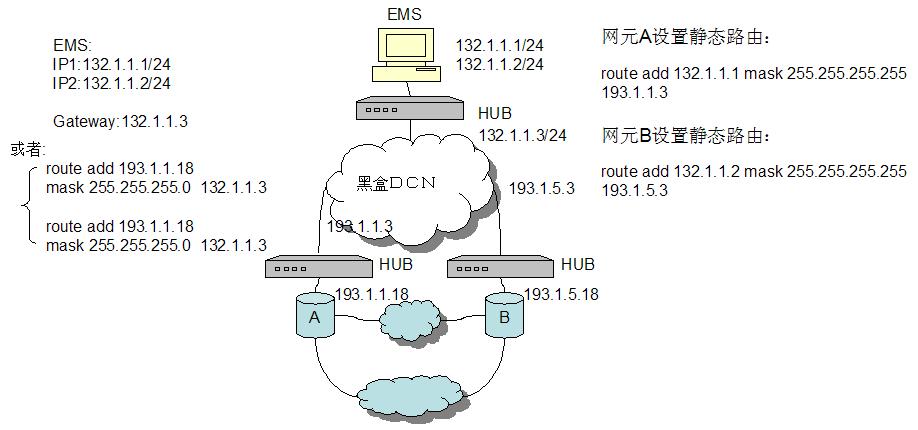 EMS
EMS:
IP1:132.1.1.1/24
IP2:132.1.1.2/24
Gateway:132.1.1.3
或者:
route add 193.1.1.18
mask 255.255.255.0 132.1.1.3
route add 193.1.1.18
mask 255.255.255.0 132.1.1.3
132.1.1.1/24
132.1.1.2/24
HUB
132.1.1.3/24
黑盒DCN
193.1.1.3
193.1.5.3
HUB
HUB
193.1.1.18
193.1.5.18
A
B
网元A设置静态路由：
route add 132.1.1.1 mask 255.255.255.255
193.1.1.3
网元B设置静态路由：
route add 132.1.1.2 mask 255.255.255.255
193.1.5.3